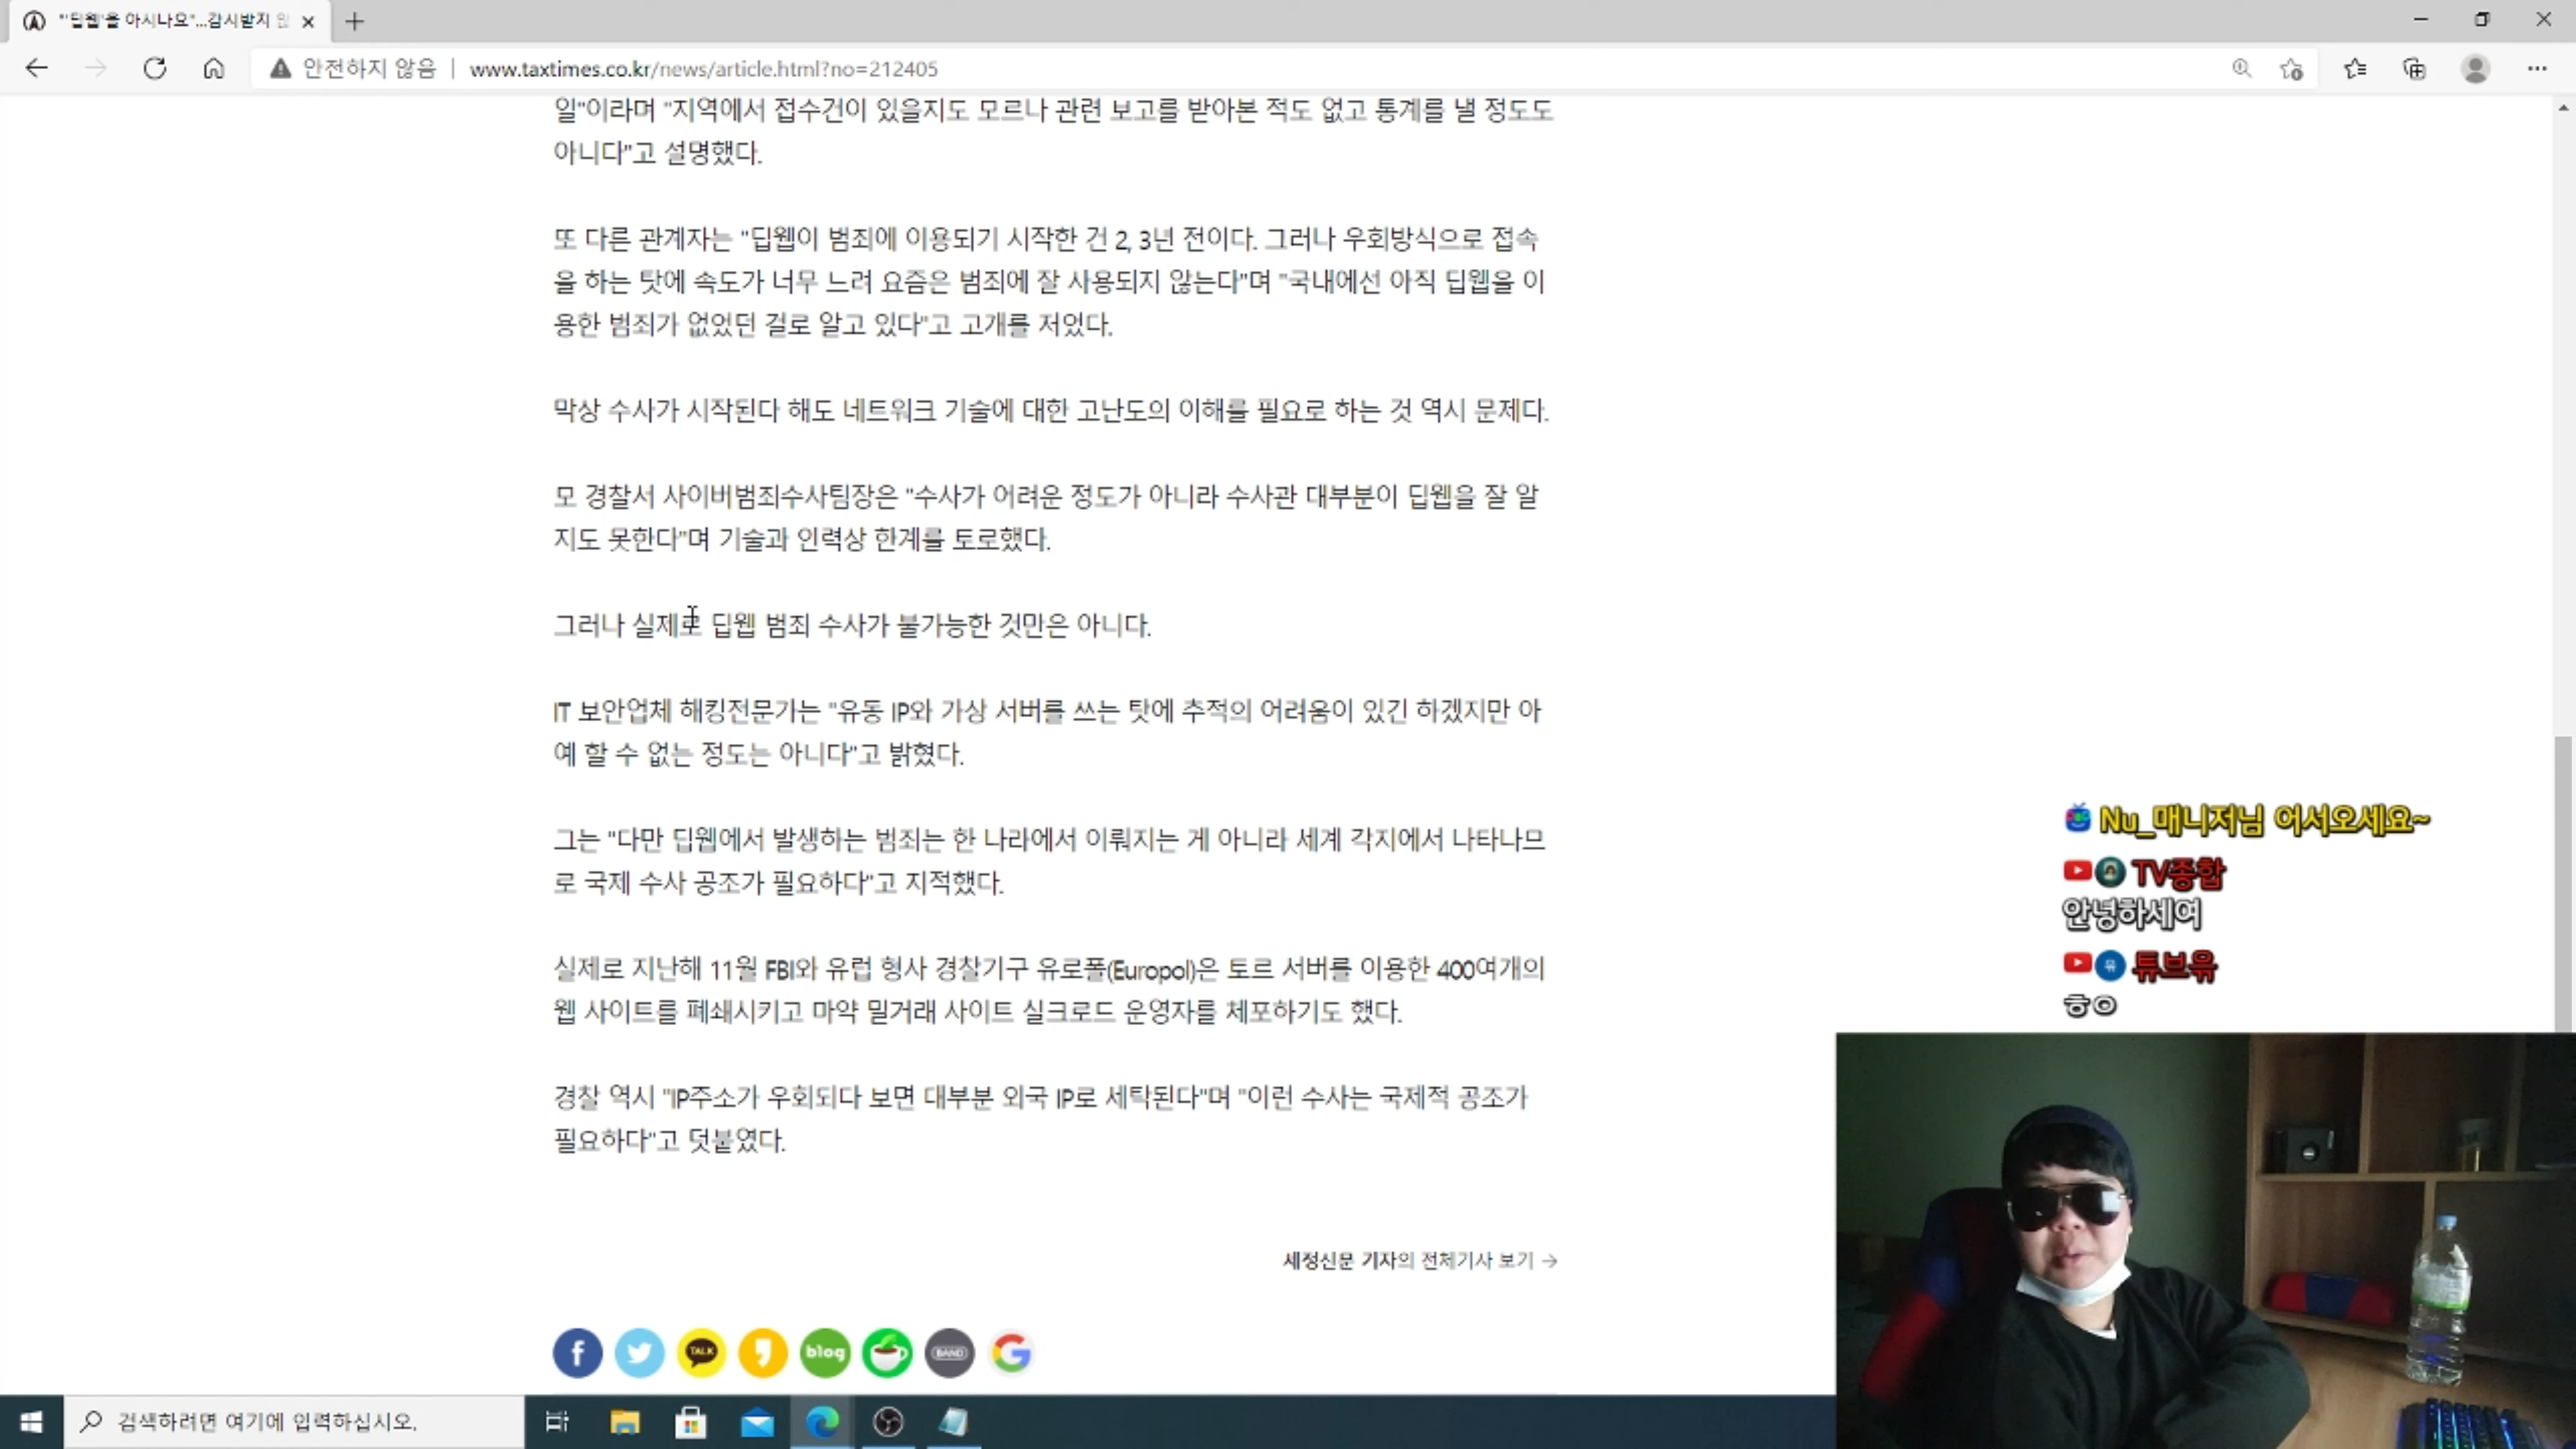 "'딥웹'을 아시나요"...감시받지 않
안전하지 않음 | www.taxtimes.co.kr/news/article.html?no=212405
일"이라며 "지역에서 접수건이 있을지도 모르나 관련 보고를 받아본 적도 없고 통계를 낼 정도도
아니다"고 설명했다.
또 다른 관계자는 "딥웹이 범죄에 이용되기 시작한 건 2, 3년 전이다. 그러나 우회방식으로 접속
을 하는 탓에 속도가 너무 느려 요즘은 범죄에 잘 사용되지 않는다"며 "국내에선 아직 딥웹을 이
용한 범죄가 없었던 걸로 알고 있다"고 고개를 저었다.
막상 수사가 시작된다 해도 네트워크 기술에 대한 고난도의 이해를 필요로 하는 것 역시 문제다.
모 경찰서 사이버범죄수사팀장은 "수사가 어려운 정도가 아니라 수사관 대부분이 딥웹을 잘 알
지도 못한다"며 기술과 인력상 한계를 토로했다.
그러나 실제로 딥웹 범죄 수사가 불가능한 것만은 아니다.
IT 보안업체 해킹전문가는 "유동 IP와 가상 서버를 쓰는 탓에 추적의 어려움이 있긴 하겠지만 아
예 할 수 없는 정도는 아니다"고 밝혔다.
그는 "다만 딥웹에서 발생하는 범죄는 한 나라에서 이뤄지는 게 아니라 세계 각지에서 나타나므
로 국제 수사 공조가 필요하다"고 지적했다.
실제로 지난해 11월 FBI와 유럽 형사 경찰기구 유로폴(Europol)은 토르 서버를 이용한 400여개의
웹 사이트를 폐쇄시키고 마약 밀거래 사이트 실크로드 운영자를 체포하기도 했다.
경찰 역시 "IP주소가 우회되다 보면 대부분 외국 IP로 세탁된다"며 "이런 수사는 국제적 공조가
필요하다"고 덧붙였다.
세정신문 기자의 전체기사 보기 →
Nu_매니저님 어서오세요~
TV종합
안녕하세여
뮤 튜브뮤
ㅎㅇ
f TALK blog BAND G
검색하려면 여기에 입력하십시오.